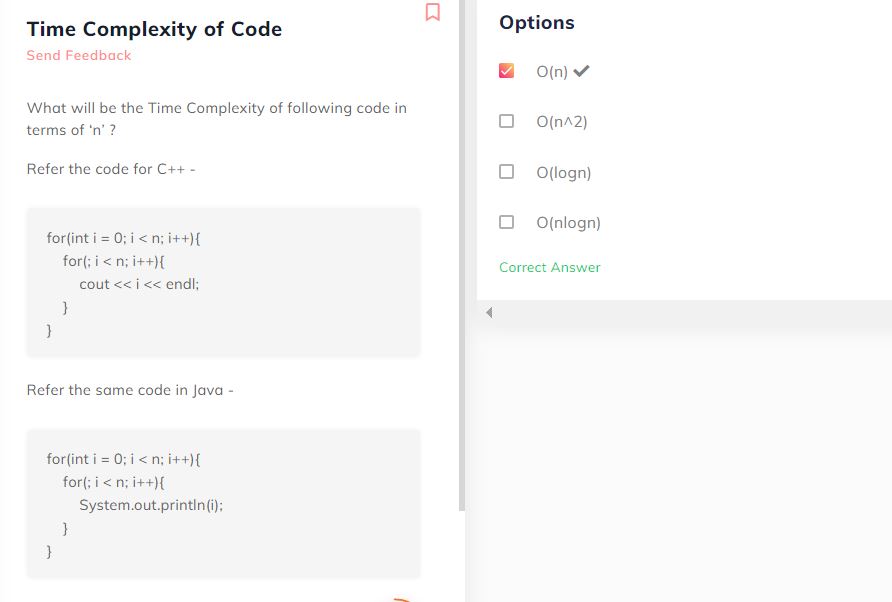 Time Complexity of Code
Send Feedback
What will be the Time Complexity of following code in
terms of ‘n’ ?
Refer the code for C++ -
for(int i = 0; i < n; i++){
for(; i < n; i++){
cout << i << endl;
}
}
Refer the same code in Java -
for(int i = 0; i < n; i++){
for(; i < n; i++){
System.out.println(i);
}
}
Options
O(n)
O(n^2)
O(logn)
O(nlogn)
Correct Answer